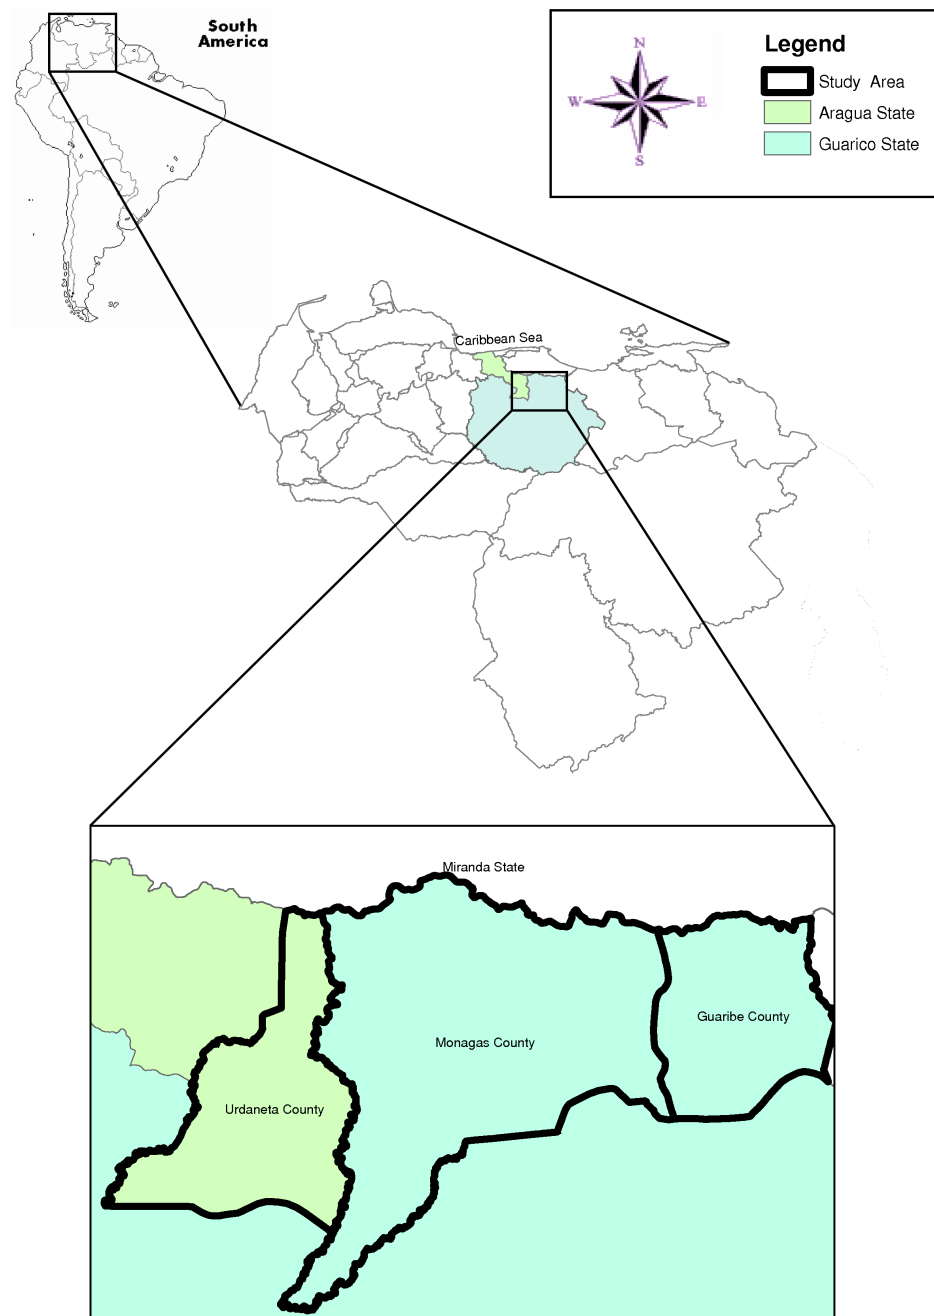 South
America
Legend
N
W
E
S
Study Area
Aragua State
Guarico State
Caribbean Sea
Miranda State
Guaribe County
Monagas County
Urdaneta County